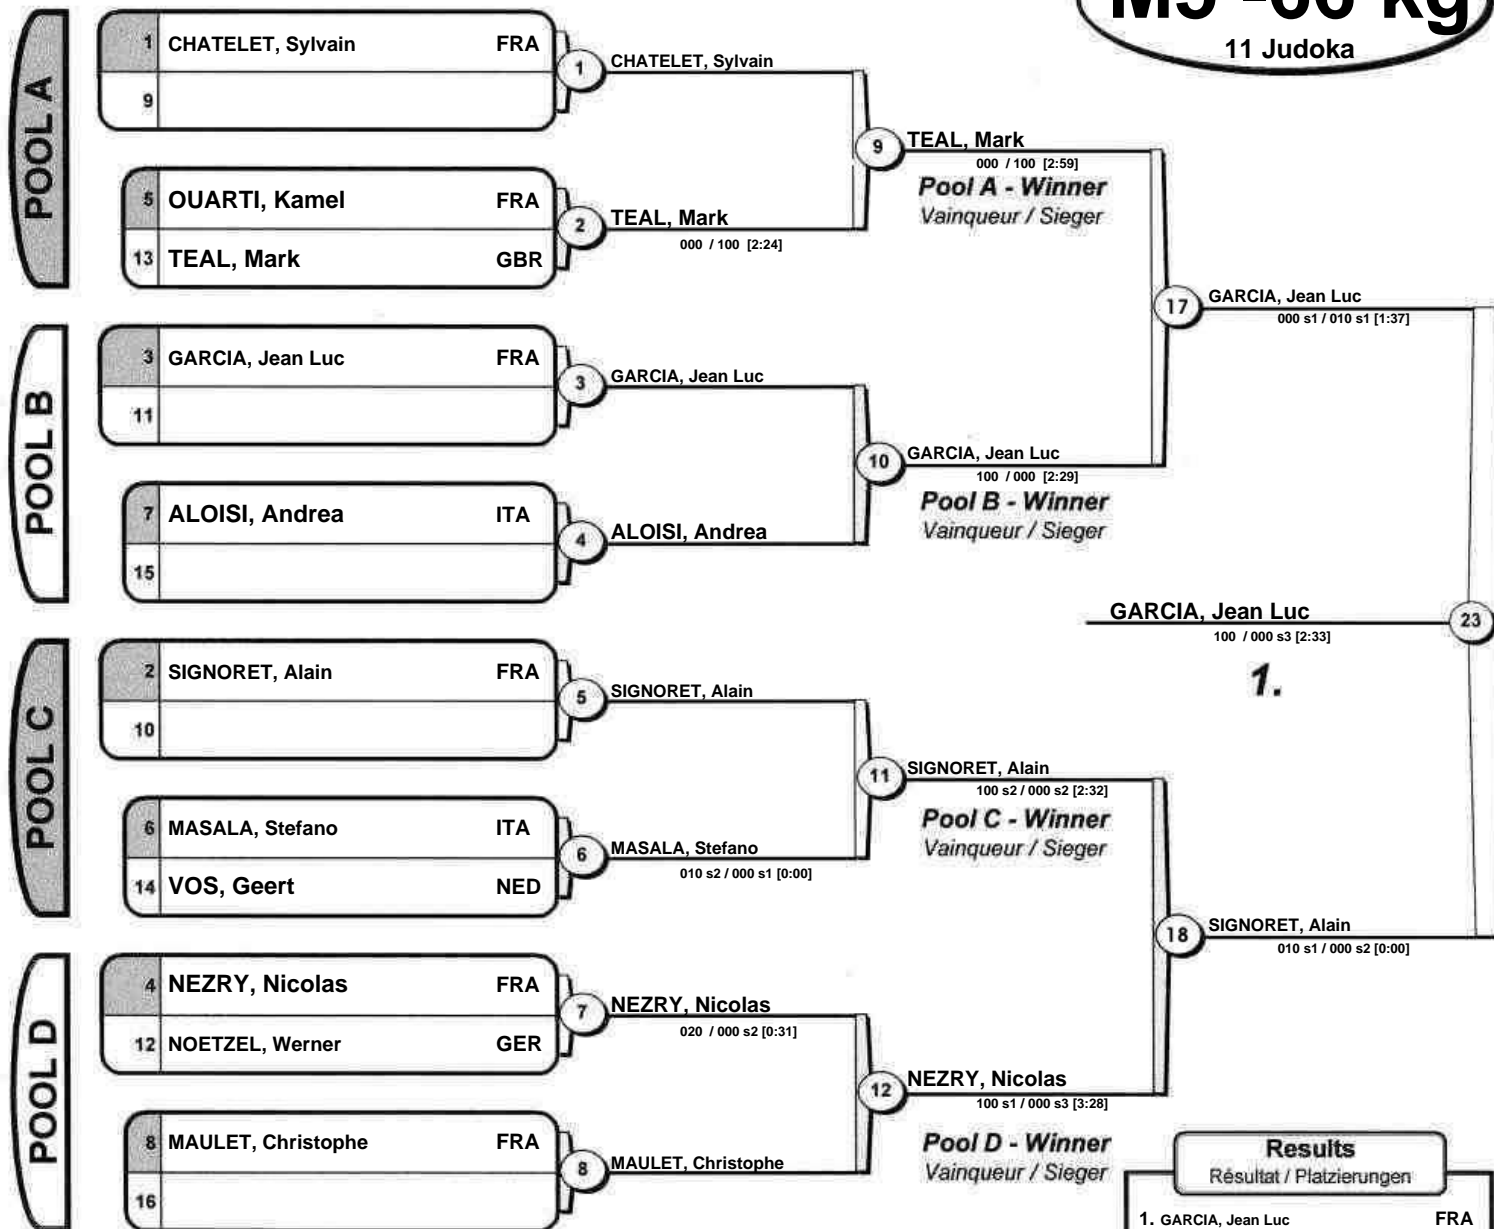 M5 -66 kg
11 Judoka
POOL A
1 CHATELET, Sylvain FRA
9
5 OUARTI, Kamel FRA
13 TEAL, Mark GBR
1 CHATELET, Sylvain
2 TEAL, Mark
000 / 100 [2:24]
9 TEAL, Mark
000 / 100 [2:59]
Pool A - Winner
Vainqueur / Sieger
POOL B
3 GARCIA, Jean Luc FRA
11
7 ALOISI, Andrea ITA
15
3 GARCIA, Jean Luc
4 ALOISI, Andrea
10 GARCIA, Jean Luc
100 / 000 [2:29]
Pool B - Winner
Vainqueur / Sieger
17 GARCIA, Jean Luc
000 s1 / 010 s1 [1:37]
GARCIA, Jean Luc 23
100 / 000 s3 [2:33]
1.
POOL C
2 SIGNORET, Alain FRA
10
6 MASALA, Stefano ITA
14 VOS, Geert NED
5 SIGNORET, Alain
6 MASALA, Stefano
010 s2 / 000 s1 [0:00]
11 SIGNORET, Alain
100 s2 / 000 s2 [2:32]
Pool C - Winner
Vainqueur / Sieger
18 SIGNORET, Alain
010 s1 / 000 s2 [0:00]
POOL D
4 NEZRY, Nicolas FRA
12 NOETZEL, Werner GER
8 MAULET, Christophe FRA
16
7 NEZRY, Nicolas
020 / 000 s2 [0:31]
8 MAULET, Christophe
12 NEZRY, Nicolas
100 s1 / 000 s3 [3:28]
Pool D - Winner
Vainqueur / Sieger
Results
Résultat / Platzierungen
1. GARCIA, Jean Luc FRA